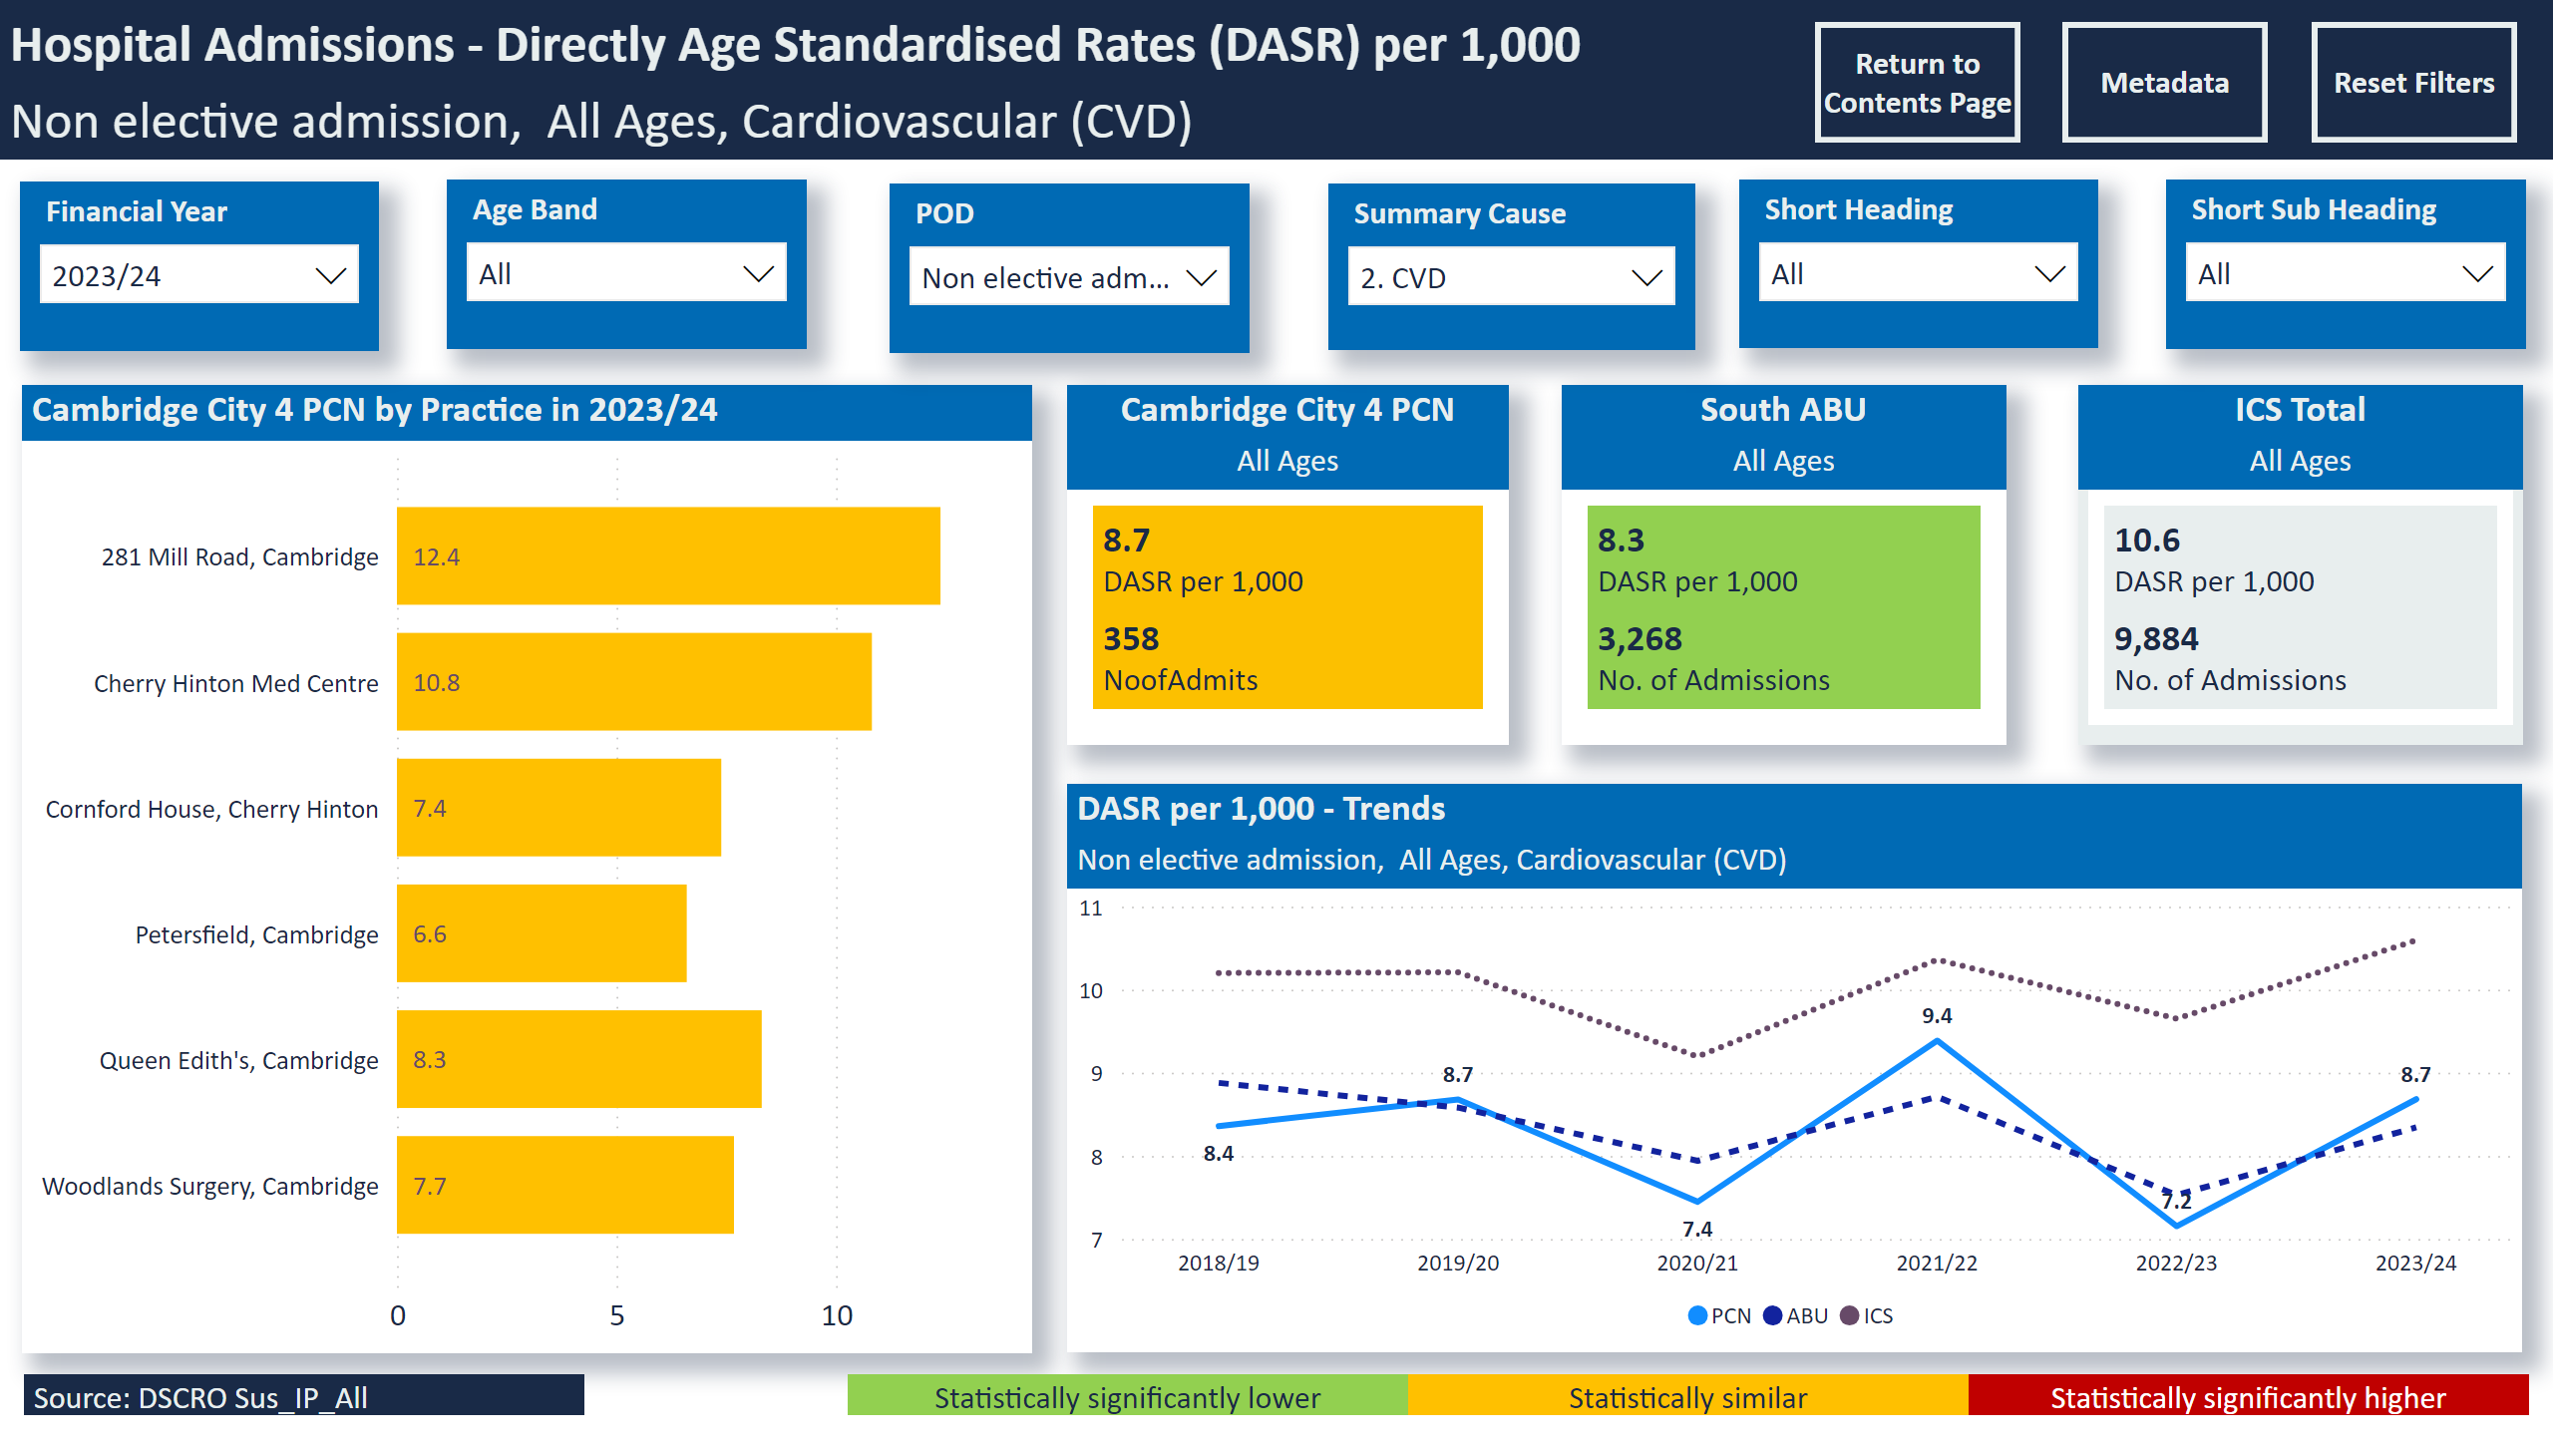 Hospital Admissions - Directly Age Standardised Rates (DASR) per 1,000
Non elective admission,  All Ages, Cardiovascular (CVD)
Return to
Contents Page
Metadata
Reset Filters
Financial Year
2023/24
Age Band
All
POD
Non elective adm...
Summary Cause
2. CVD
Short Heading
All
Short Sub Heading
All
Cambridge City 4 PCN by Practice in 2023/24
281 Mill Road, Cambridge
12.4
Cherry Hinton Med Centre
10.8
Cornford House, Cherry Hinton
7.4
Petersfield, Cambridge
6.6
Queen Edith's, Cambridge
8.3
Woodlands Surgery, Cambridge
7.7
0
5
10
Cambridge City 4 PCN
All Ages
8.7
DASR per 1,000
358
NoofAdmits
South ABU
All Ages
8.3
DASR per 1,000
3,268
No. of Admissions
ICS Total
All Ages
10.6
DASR per 1,000
9,884
No. of Admissions
DASR per 1,000 - Trends
Non elective admission,  All Ages, Cardiovascular (CVD)
11
10
9
8
7
8.4
8.7
7.4
9.4
7.2
8.7
2018/19
2019/20
2020/21
2021/22
2022/23
2023/24
PCN
ABU
ICS
Source: DSCRO Sus_IP_All
Statistically significantly lower
Statistically similar
Statistically significantly higher